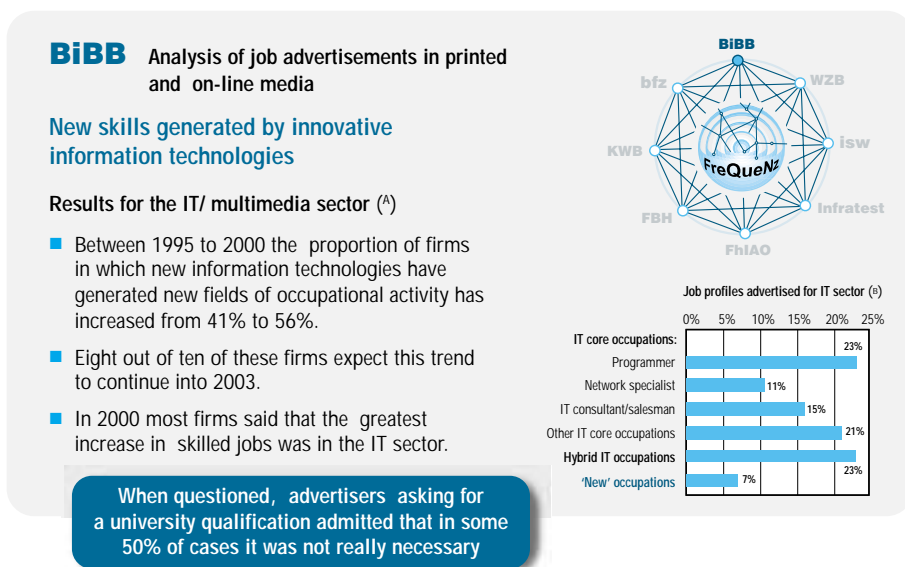 BiBB Analysis of job advertisements in printed
and on-line media
New skills generated by innovative
information technologies
Results for the IT/ multimedia sector (A)
Between 1995 to 2000 the proportion of firms
in which new information technologies have
generated new fields of occupational activity has
increased from 41% to 56%.
Eight out of ten of these firms expect this trend
to continue into 2003.
In 2000 most firms said that the greatest
increase in skilled jobs was in the IT sector.
When questioned, advertisers asking for
a university qualification admitted that in some
50% of cases it was not really necessary
BiBB
bfz
WZB
KWB
isw
FreQueNz
FBH
Infratest
FhIAO
Job profiles advertised for IT sector (B)
0% 5% 10% 15% 20% 25%
IT core occupations:
Programmer 23%
Network specialist 11%
IT consultant/salesman 15%
Other IT core occupations 21%
Hybrid IT occupations 23%
'New' occupations 7%